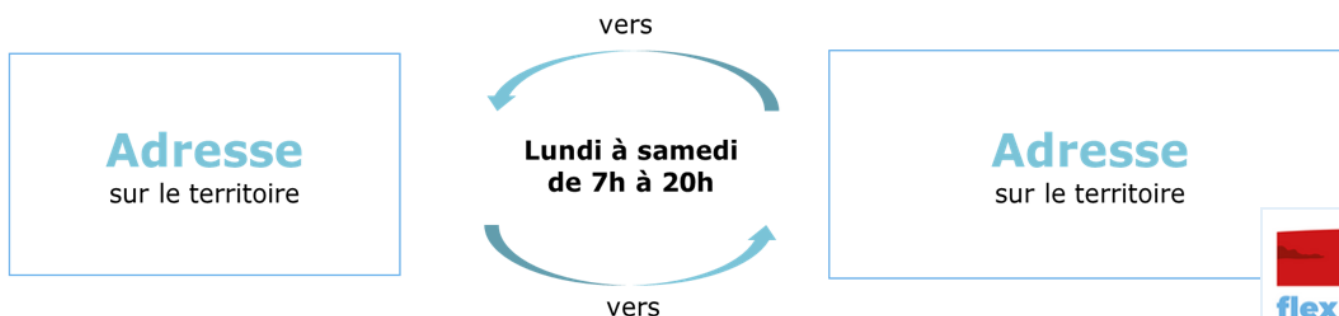 vers
Adresse
sur le territoire
Lundi à samedi
de 7h à 20h
Adresse
sur le territoire
vers
flex